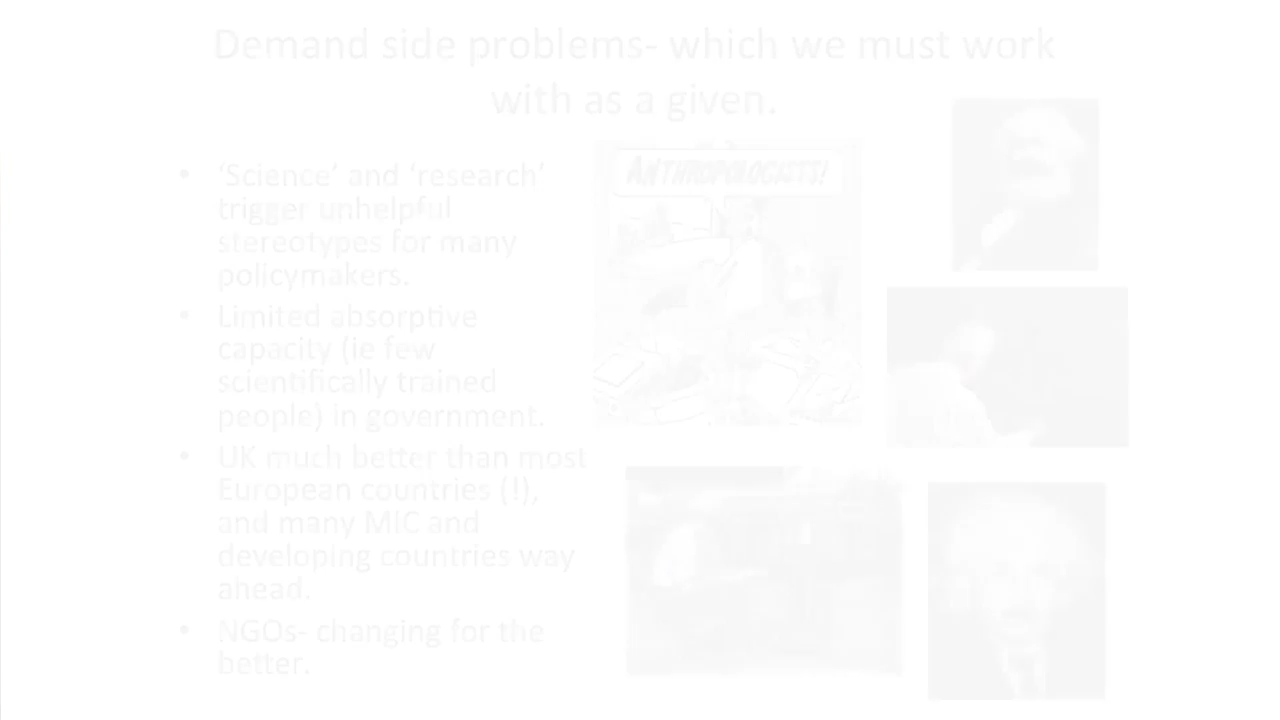 Demand side problems- which we must work
with as a given.
• ‘Science’ and ‘research’
trigger unhelpful
stereotypes for many
policymakers.
• Limited absorptive
capacity (ie few
scientifically trained
people) in government.
• UK much better than most
European countries (!),
and many MIC and
developing countries way
ahead.
• NGOs- changing for the
better.
ANTHROPOLOGISTS!